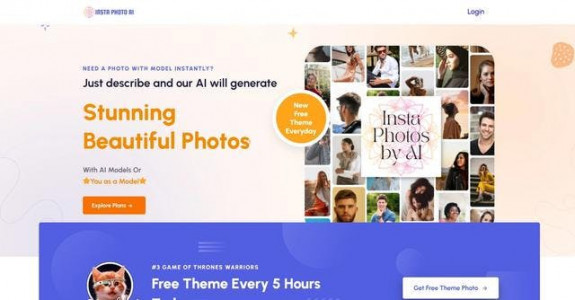 INSTA PHOTO AI
Login
NEED A PHOTO WITH MODEL INSTANTLY?
Just describe and our AI will generate
Stunning
Beautiful Photos
With AI Models Or
⭐You as a Model⭐
Explore Plans →
New
Free
Theme
Everyday
Insta
Photos
by AI
#3 GAME OF THRONES WARRIORS
Free Theme Every 5 Hours
Get Free Theme Photo →